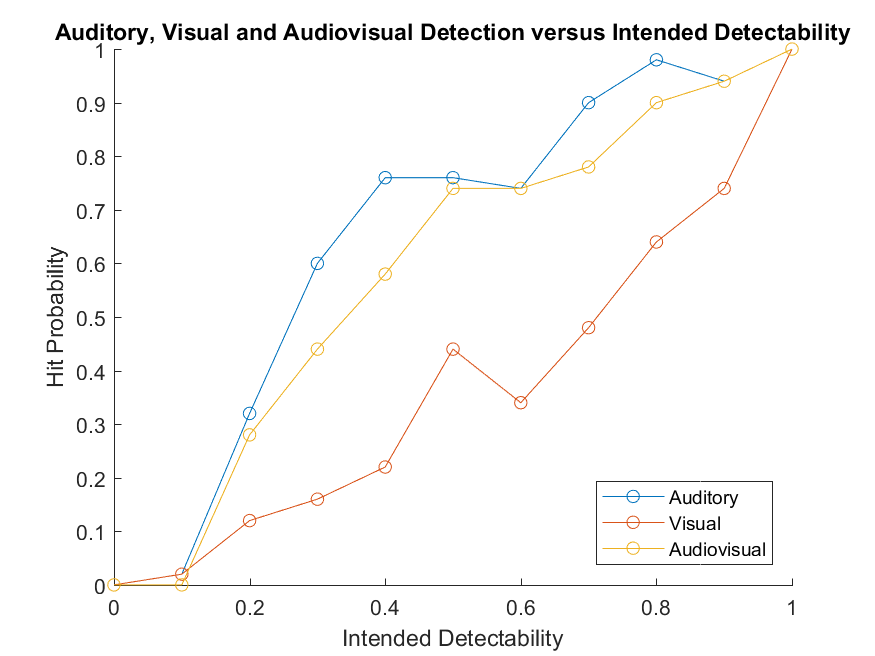 Auditory, Visual and Audiovisual Detection versus Intended Detectability
1
0.9
0.8
0.7
0.6
0.5
0.4
0.3
0.2
0.1
0
Hit Probability
0
0.2
0.4
0.6
0.8
1
Intended Detectability
Auditory
Visual
Audiovisual